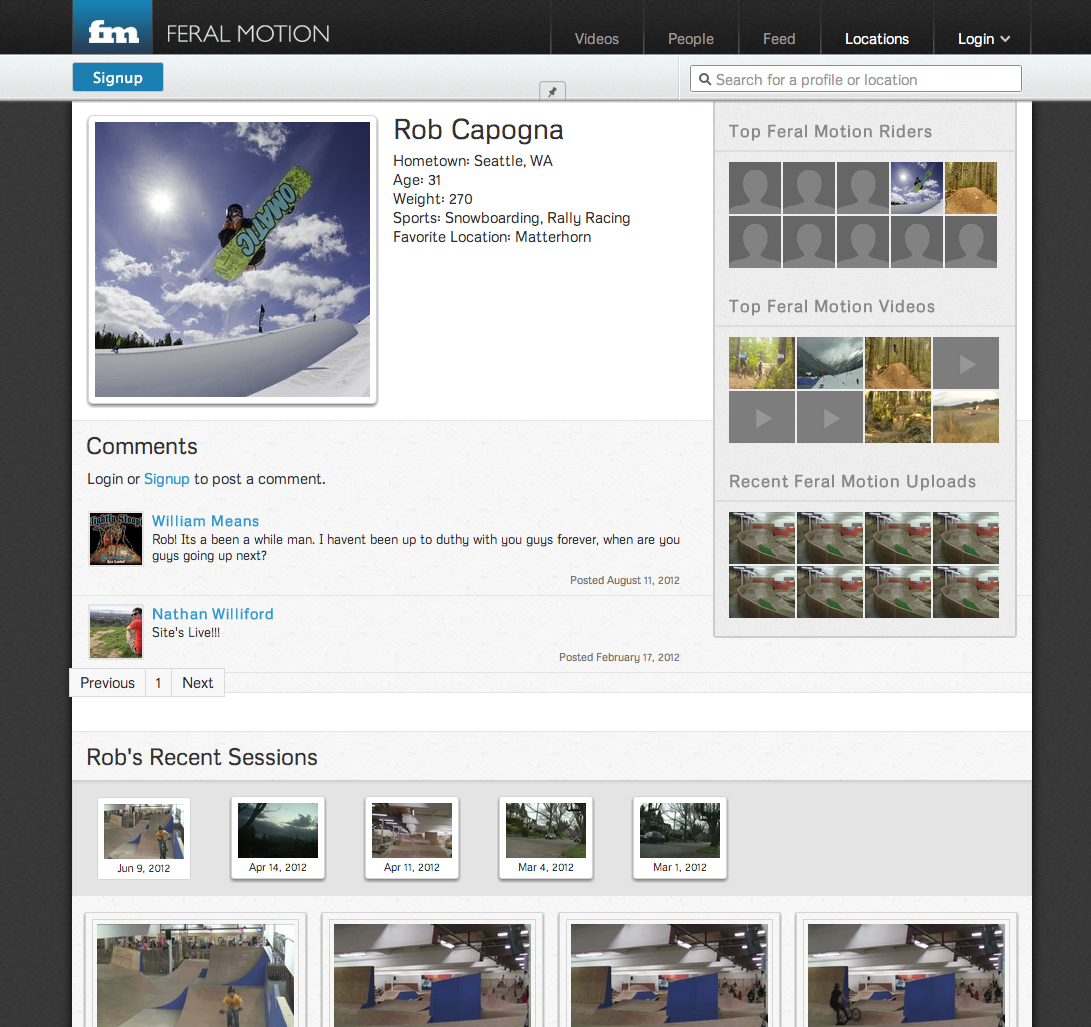 fm FERAL MOTION
Videos
People
Feed
Locations
Login
Signup
Search for a profile or location
Rob Capogna
Hometown: Seattle, WA
Age: 31
Weight: 270
Sports: Snowboarding, Rally Racing
Favorite Location: Matterhorn
OMATIC
Top Feral Motion Riders
Top Feral Motion Videos
Recent Feral Motion Uploads
Comments
Login or Signup to post a comment.
William Means
Rob! Its a been a while man. I havent been up to duthy with you guys forever, when are you
guys going up next?
Posted August 11, 2012
Nathan Williford
Site's Live!!!
Posted February 17, 2012
Previous
1
Next
Rob's Recent Sessions
Jun 9, 2012
Apr 14, 2012
Apr 11, 2012
Mar 4, 2012
Mar 1, 2012